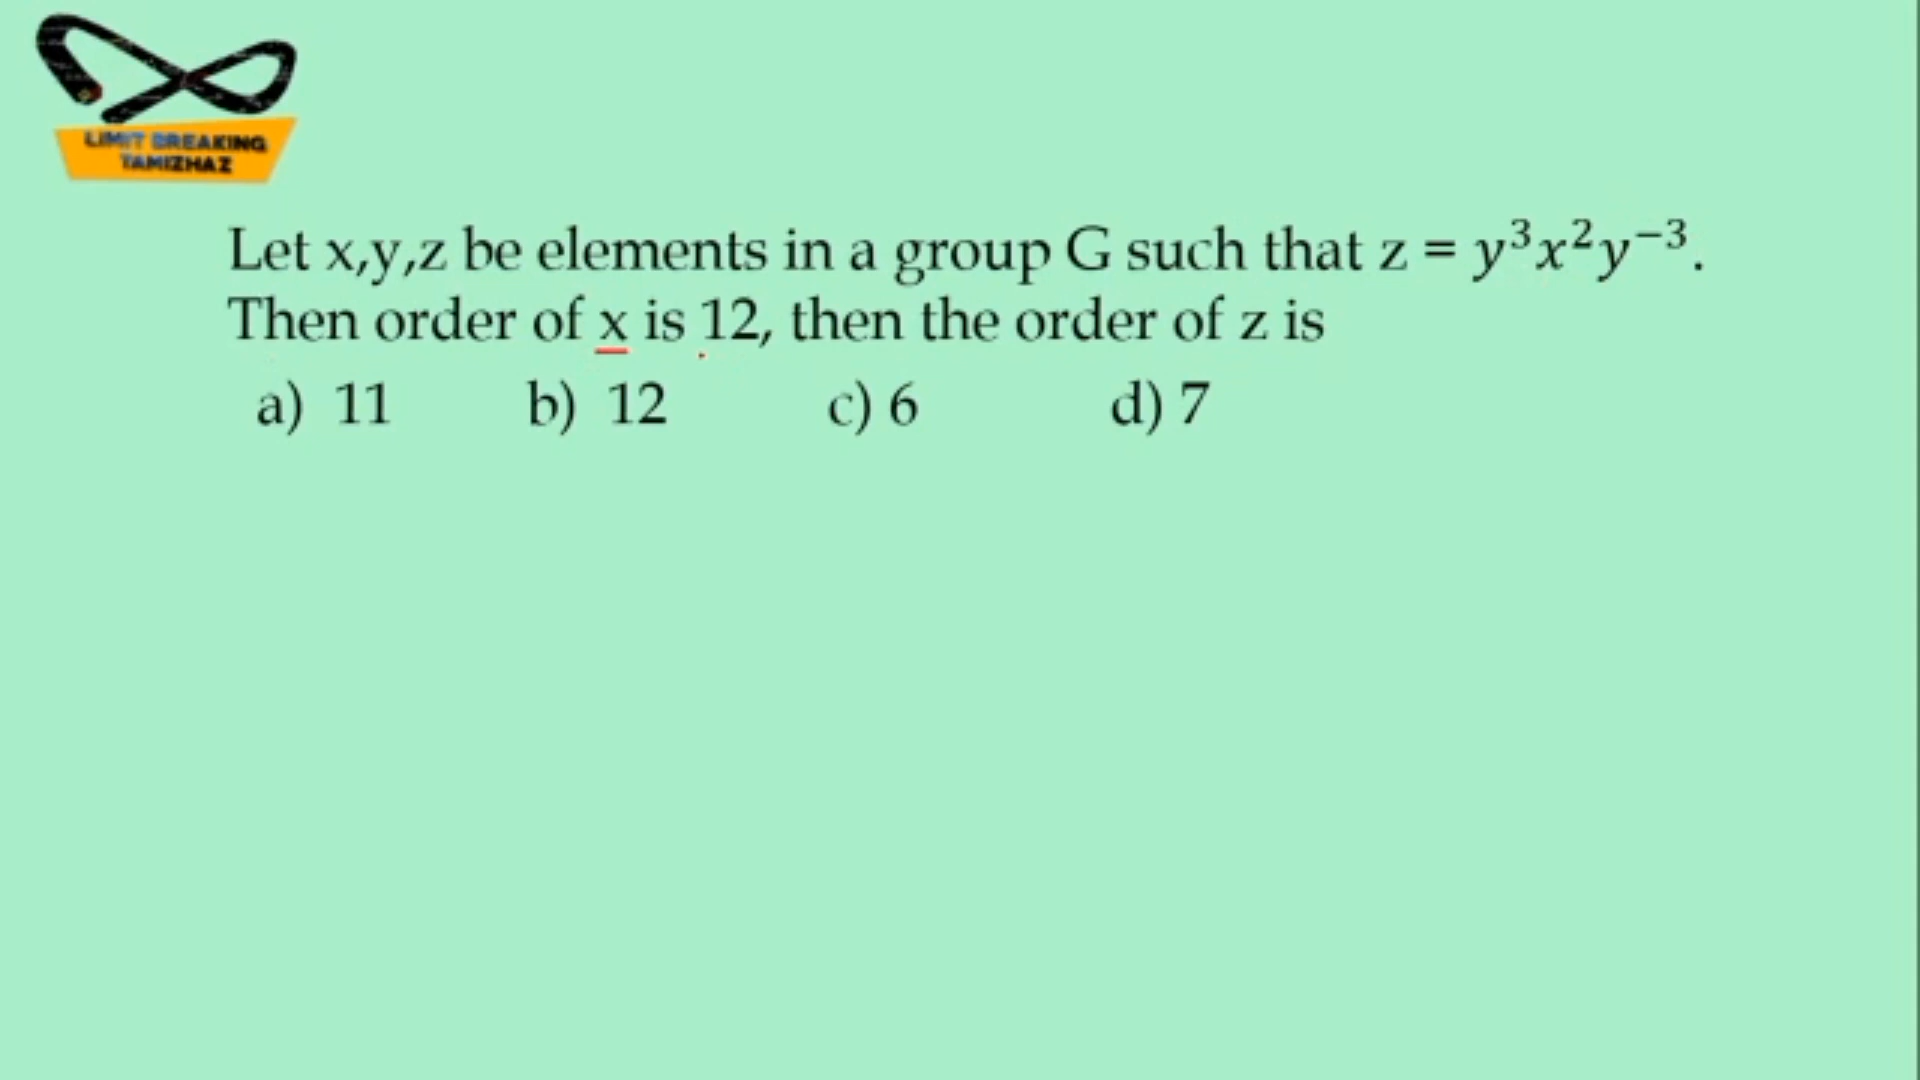 LIMIT BREAKING
TAMIZHAZ
Let x,y,z be elements in a group G such that z = y³x²y⁻³.
Then order of x is 12, then the order of z is
a) 11 b) 12 c) 6 d) 7